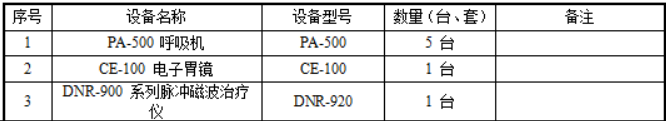 序号 设备名称 设备型号 数量(台、套) 备注
1 PA-500 呼吸机 PA-500 5 台
2 CE-100 电子胃镜 CE-100 1 台
3 DNR-900 系列脉冲磁波治疗仪 DNR-920 1 台